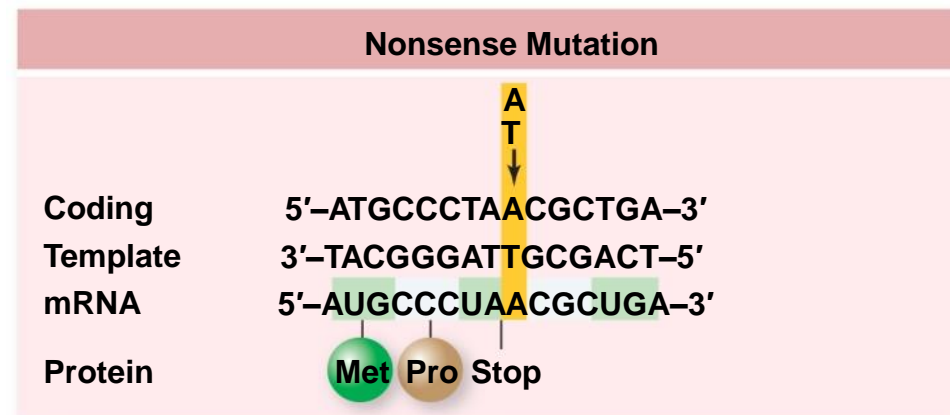 Nonsense Mutation
A
T
Coding 5′–ATGCCCTAACGCTGA–3′
Template 3′–TACGGGATTGCGACT–5′
mRNA 5′–AUGCCCUAACGCUGA–3′
Protein Met Pro Stop